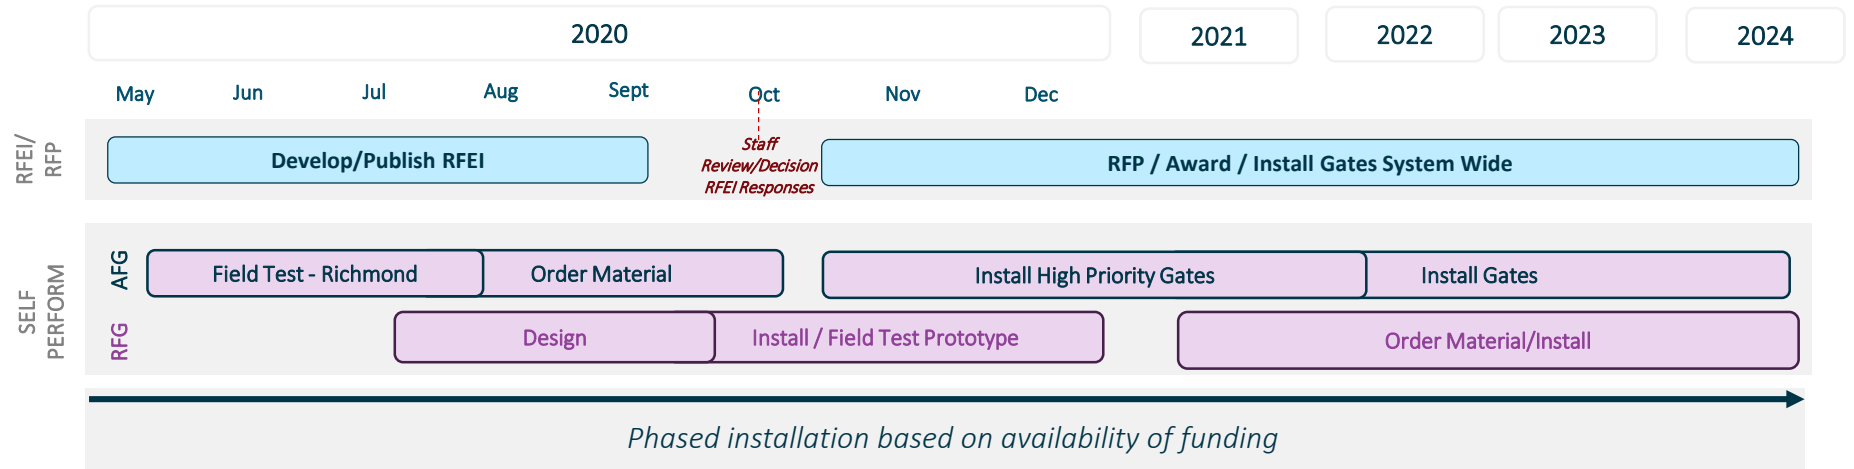 2020
2021
2022
2023
2024
May
Jun
Jul
Aug
Sept
Oct
Nov
Dec
RFEI/
RFP
Develop/Publish RFEI
Staff
Review/Decision
RFEI Responses
RFP / Award / Install Gates System Wide
SELF
PERFORM
AFG
Field Test - Richmond
Order Material
Install High Priority Gates
Install Gates
RFG
Design
Install / Field Test Prototype
Order Material/Install
Phased installation based on availability of funding